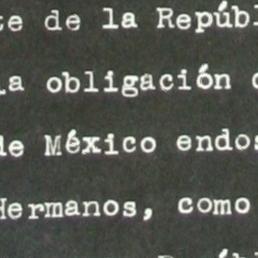 te de la Repúbl
la obligación
de México endos
Hermanos, como